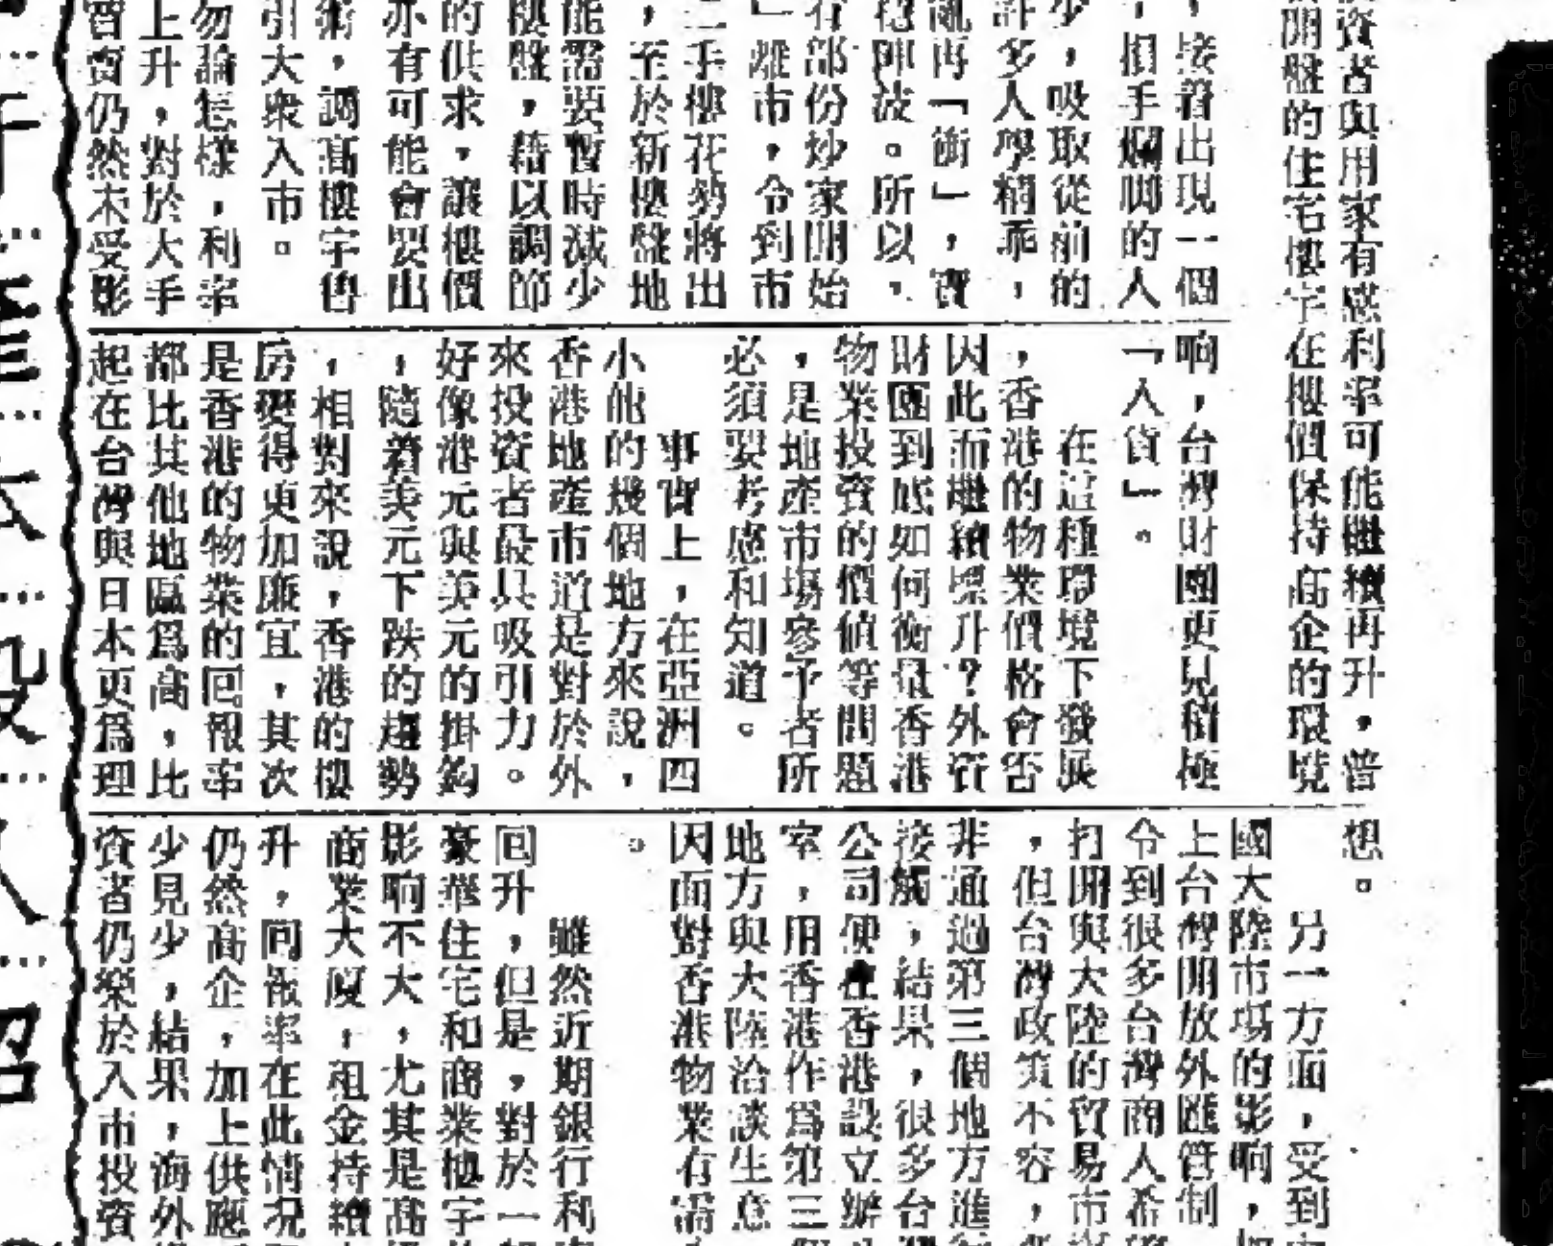 資者與用家有感利率可能繼續再升,普
開盤的住宅樓宇在樓價保持高企的環境
,接着出現一個
,損手爛脚的人
少,吸取從前的
許多人學精乖,
亂再「衝」,實
穩陣波。所以,
有部份炒家開始
」離市,令到市
二手樓花勢將出
,至於新樓盤地
能需要暫時減少
樓盤,藉以調節
的供求,讓樓價
亦有可能會要出
術,調高樓宇售
引大衆入市。
勿論怎樣,利率
上升,對於大手
買賣仍然未受影
响,台灣財團更見積極
「入貨」。
在這種環境下發展
,香港的物業價格會否
因此而繼續標升?外資
財團到底如何衡量香港
物業投資的價值等問題
,是地產市場參予者所
必須要考慮和知道。
事實上,在亞洲四
小龍的幾個地方來說,
香港地產市道是對於外
來投資者最具吸引力。
好像港元與美元的掛鈎
,隨着美元下跌的趨勢
,相對來說,香港的樓
房變得更加廉宜,其次
是香港的物業的回報率
都比其他地區爲高,比
起在台灣與日本更爲理
想。
另一方面,受到
國大陸市場的影响,
上台灣開放外匯管制
令到很多台灣商人希
打開與大陸的貿易市
,但台灣政策不容,
非通過第三個地方進
接觸,結果,很多台
公司便在香港設立辦
室,用香港作爲第三
地方與大陸洽談生意
因面對香港物業有需
。
雖然近期銀行利
回升,但是,對於一
豪華住宅和商業樓宇
影响不大,尤其是高
商業大廈,租金持續
升,回報率在此情况
仍然高企,加上供應
少見少,結果,海外
資者仍樂於入市投資